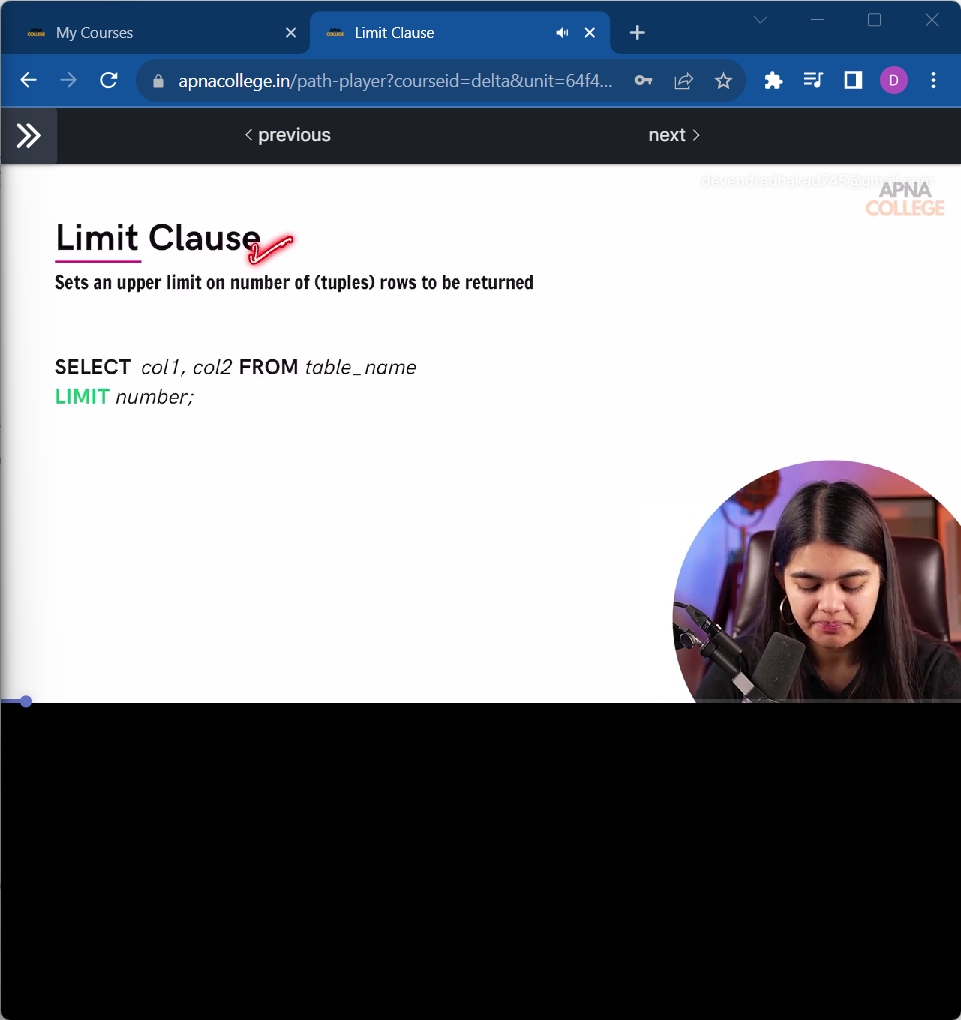 My Courses
Limit Clause
apnacollege.in/path-player?courseid=delta&unit=64f4...
D
previous
next
devendradhakad745@gmail.com
APNA
COLLEGE
Limit Clause
Sets an upper limit on number of (tuples) rows to be returned
SELECT col1, col2 FROM table_name
LIMIT number;